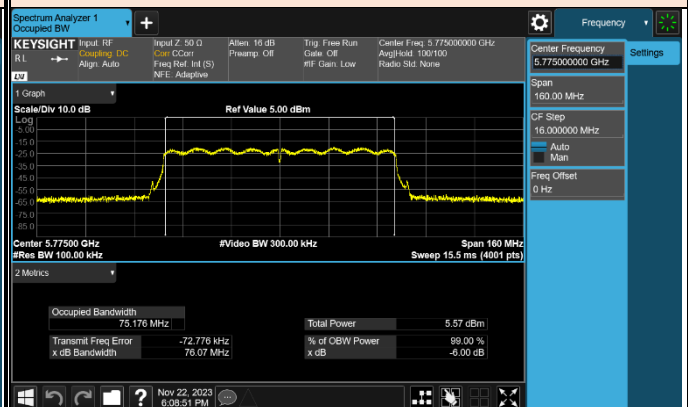 Spectrum Analyzer 1
Occupied BW
+
Frequency
KEYSIGHT Input: RF Input Z: 50 Ω Atten: 16 dB Trig: Free Run Center Freq: 5.775000000 GHz
RL Coupling: DC Corr CCorr Preamp: Off Gate: Off Avg|Hold: 100/100
Align: Auto Freq Ref: Int (S) #IF Gain: Low Radio Std: None
NFE: Adaptive
LXI
Center Frequency
5.775000000 GHz
Settings
Span
160.00 MHz
CF Step
16.000000 MHz
Auto
Man
Freq Offset
0 Hz
1 Graph
Scale/Div 10.0 dB Ref Value 5.00 dBm
Log
-5.00
-15.0
-25.0
-35.0
-45.0
-55.0
-65.0
-75.0
-85.0
Center 5.77500 GHz #Video BW 300.00 kHz Span 160 MHz
#Res BW 100.00 kHz Sweep 15.5 ms (4001 pts)
2 Metrics
Occupied Bandwidth
75.176 MHz Total Power 5.57 dBm
Transmit Freq Error -72.776 kHz % of OBW Power 99.00 %
x dB Bandwidth 76.07 MHz x dB -6.00 dB
? Nov 22, 2023
6:08:51 PM